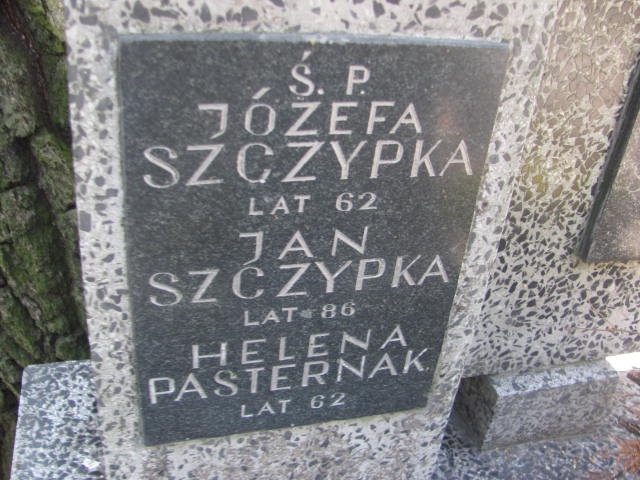 Ś. P.
JÓZEFA
SZCZYPKA
LAT 62
JAN
SZCZYPKA
LAT 86
HELENA
PASTERNAK
LAT 62